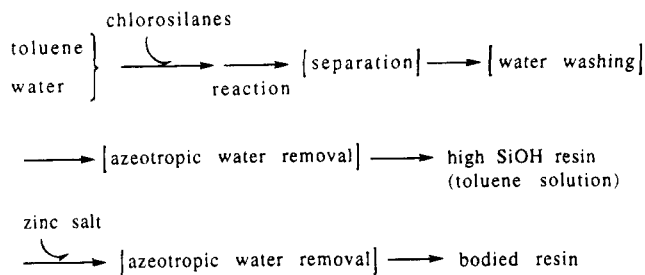 chlorosilanes
toluene
water
reaction
[separation]
[water washing]
[azeotropic water removal]
high SiOH resin
(toluene solution)
zinc salt
[azeotropic water removal]
bodied resin